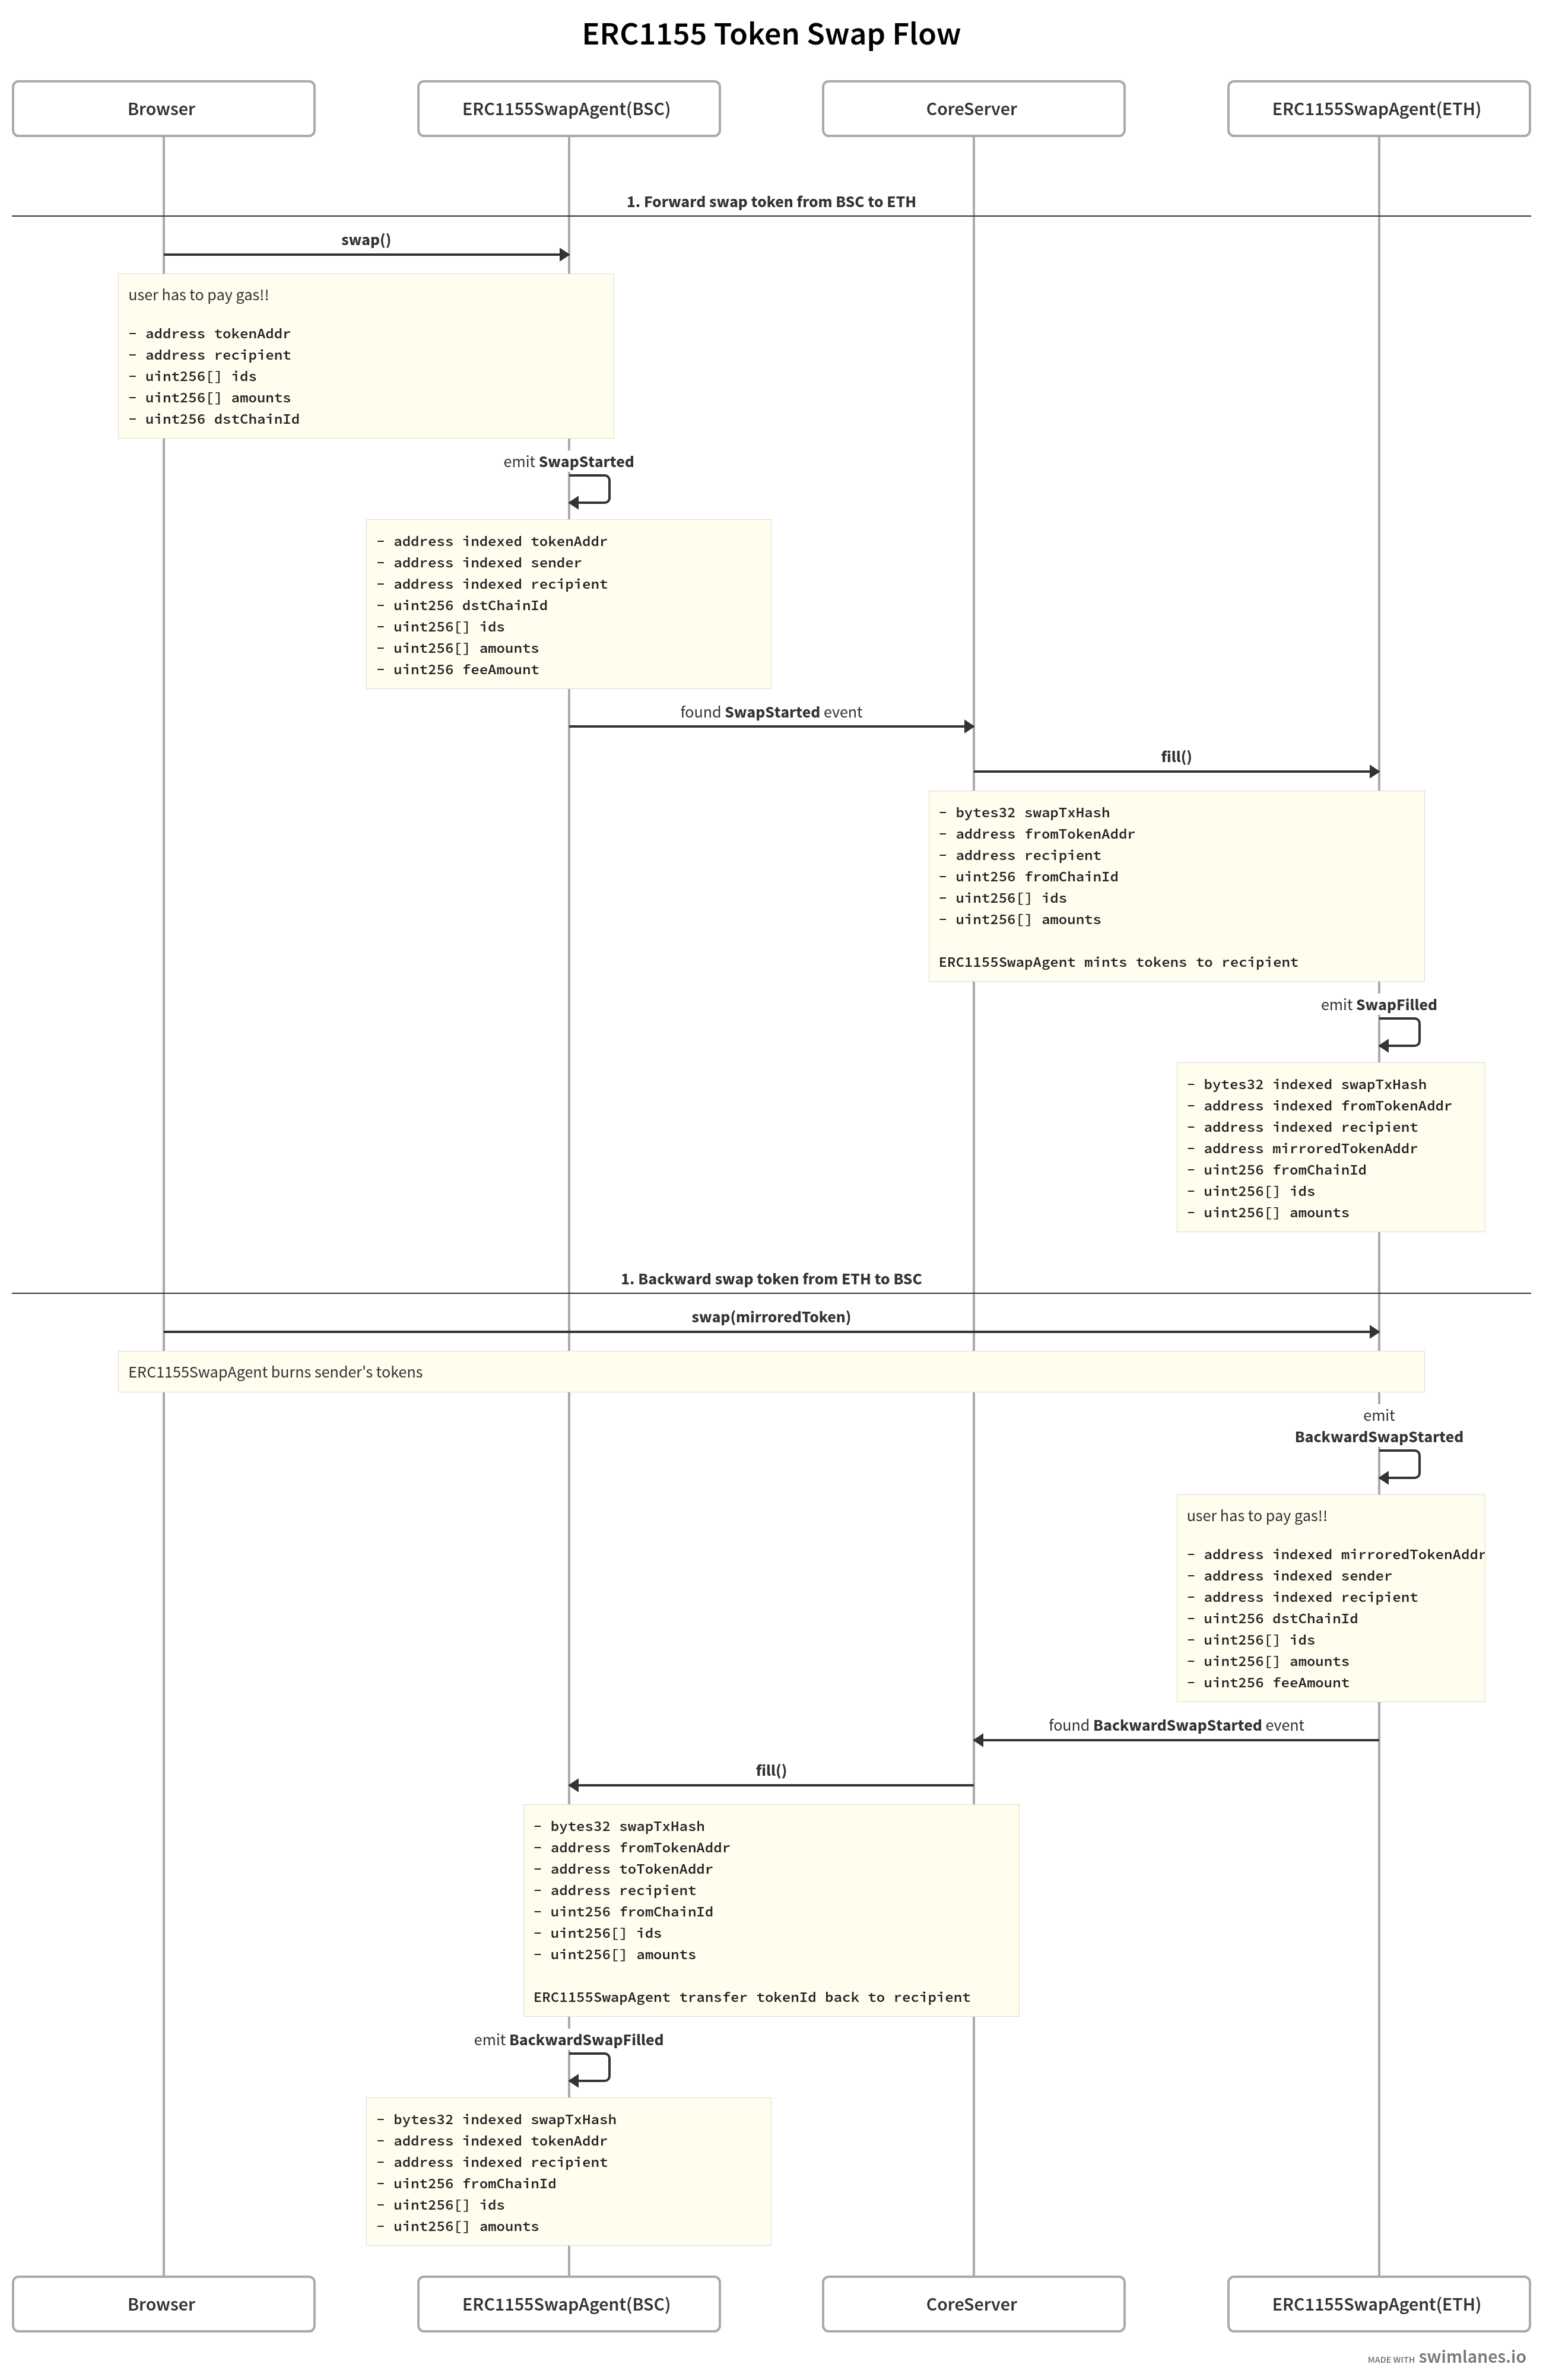 ERC1155 Token Swap Flow
Browser
ERC1155SwapAgent(BSC)
CoreServer
ERC1155SwapAgent(ETH)
1. Forward swap token from BSC to ETH
swap()
user has to pay gas!!
- address tokenAddr
- address recipient
- uint256[] ids
- uint256[] amounts
- uint256 dstChainId
emit SwapStarted
- address indexed tokenAddr
- address indexed sender
- address indexed recipient
- uint256 dstChainId
- uint256[] ids
- uint256[] amounts
- uint256 feeAmount
found SwapStarted event
fill()
- bytes32 swapTxHash
- address fromTokenAddr
- address recipient
- uint256 fromChainId
- uint256[] ids
- uint256[] amounts
ERC1155SwapAgent mints tokens to recipient
emit SwapFilled
- bytes32 indexed swapTxHash
- address indexed fromTokenAddr
- address indexed recipient
- address mirroredTokenAddr
- uint256 fromChainId
- uint256[] ids
- uint256[] amounts
1. Backward swap token from ETH to BSC
swap(mirroredToken)
ERC1155SwapAgent burns sender's tokens
emit
BackwardSwapStarted
user has to pay gas!!
- address indexed mirroredTokenAddr
- address indexed sender
- address indexed recipient
- uint256 dstChainId
- uint256[] ids
- uint256[] amounts
- uint256 feeAmount
found BackwardSwapStarted event
fill()
- bytes32 swapTxHash
- address fromTokenAddr
- address toTokenAddr
- address recipient
- uint256 fromChainId
- uint256[] ids
- uint256[] amounts
ERC1155SwapAgent transfer tokenId back to recipient
emit BackwardSwapFilled
- bytes32 indexed swapTxHash
- address indexed tokenAddr
- address indexed recipient
- uint256 fromChainId
- uint256[] ids
- uint256[] amounts
Browser
ERC1155SwapAgent(BSC)
CoreServer
ERC1155SwapAgent(ETH)
MADE WITH swimlanes.io